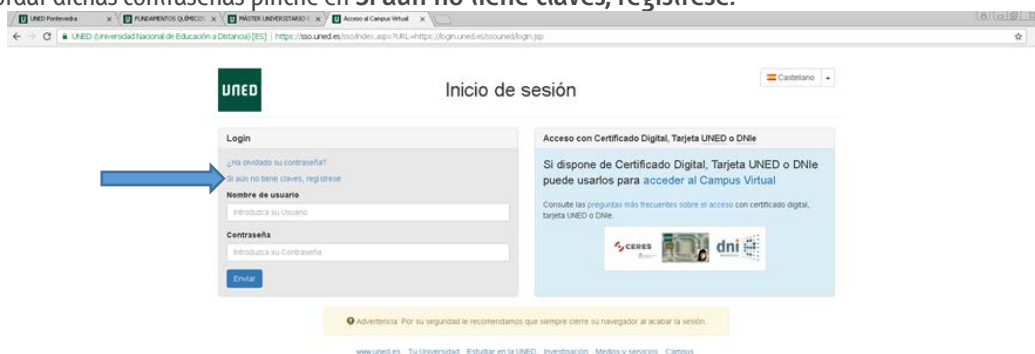 ordar dichas contraseñas pinche en Si aún no tiene claves, regístrese.
UNED Pontevedra
FUNDAMENTOS QUÍMICOS
MÁSTER UNIVERSITARIO
Acceso al Campus Virtual
UNED (Universidad Nacional de Educación a Distancia) [ES] | https://sso.uned.es/sso/index.aspx?URL=https://login.uned.es/ssouned/login.jsp
UNED
Inicio de sesión
Castellano
Login
¿Ha olvidado su contraseña?
Si aún no tiene claves, regístrese
Nombre de usuario
Introduzca su Usuario
Contraseña
Introduzca su Contraseña
Enviar
Acceso con Certificado Digital, Tarjeta UNED o DNIe
Si dispone de Certificado Digital, Tarjeta UNED o DNIe
puede usarlos para acceder al Campus Virtual
Consulte las preguntas más frecuentes sobre el acceso con certificado digital,
tarjeta UNED o DNIe.
CERES
dni
Advertencia: Por su seguridad le recomendamos que siempre cierre su navegador al acabar la sesión.
www.uned.es Tu Universidad Estudiar en la UNED Investigación Medios y servicios Campus